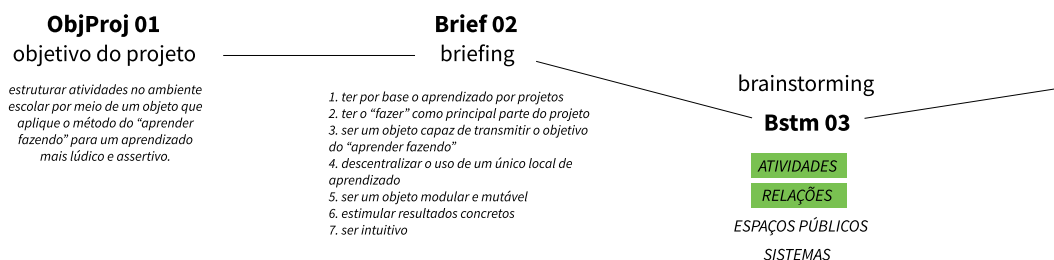 ObjProj 01
objetivo do projeto
estruturar atividades no ambiente
escolar por meio de um objeto que
aplique o método do “aprender
fazendo” para um aprendizado
mais lúdico e assertivo.
Brief 02
briefing
1. ter por base o aprendizado por projetos
2. ter o “fazer” como principal parte do projeto
3. ser um objeto capaz de transmitir o objetivo
do “aprender fazendo”
4. descentralizar o uso de um único local de
aprendizado
5. ser um objeto modular e mutável
6. estimular resultados concretos
7. ser intuitivo
brainstorming
Bstm 03
ATIVIDADES
RELAÇÕES
ESPAÇOS PÚBLICOS
SISTEMAS